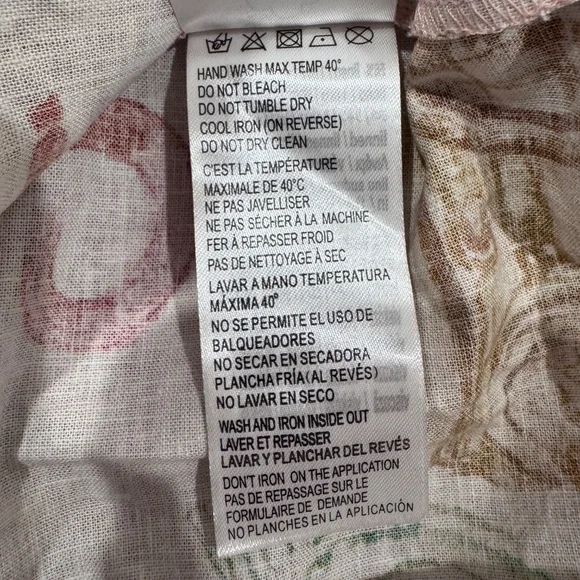 HAND WASH MAX TEMP 40°
DO NOT BLEACH
DO NOT TUMBLE DRY
COOL IRON (ON REVERSE)
DO NOT DRY CLEAN
C'EST LA TEMPÉRATURE
MAXIMALE DE 40°C
NE PAS JAVELLISER
NE PAS SÉCHER À LA MACHINE
FER À REPASSER FROID
PAS DE NETTOYAGE À SEC
LAVAR A MANO TEMPERATURA
MÁXIMA 40°
NO SE PERMITE EL USO DE
BALQUEADORES
NO SECAR EN SECADORA
PLANCHA FRÍA (AL REVÉS)
NO LAVAR EN SECO
WASH AND IRON INSIDE OUT
LAVER ET REPASSER
LAVAR Y PLANCHAR DEL REVÉS
DON'T IRON ON THE APPLICATION
PAS DE REPASSAGE SUR LE
FORMULAIRE DE DEMANDE
NO PLANCHES EN LA APLICACIÓN